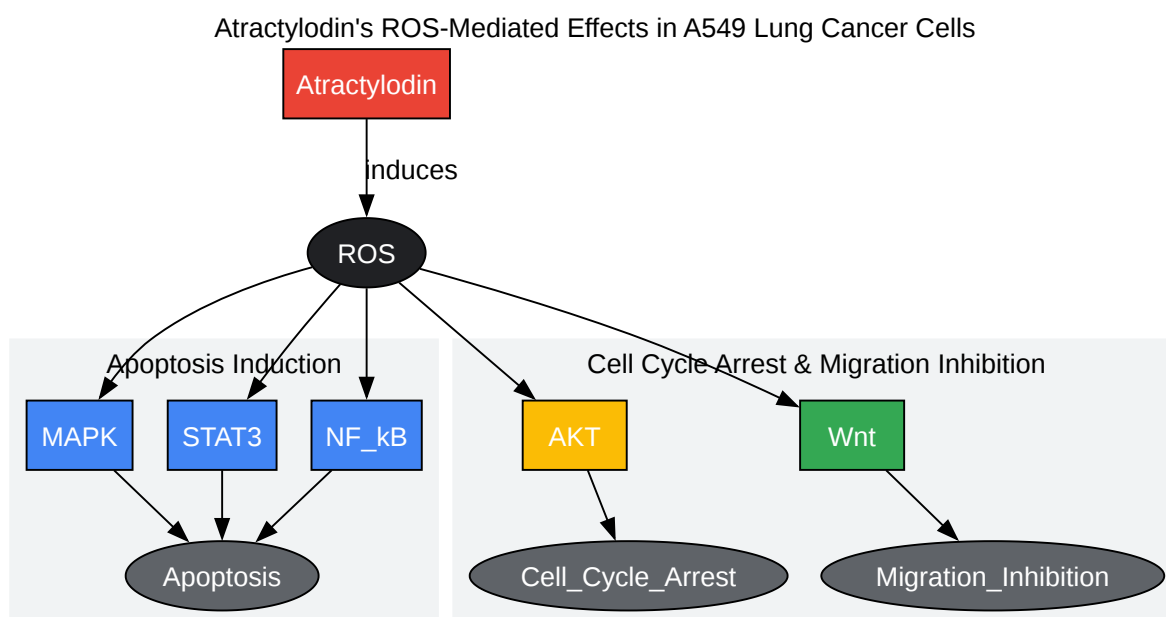 Atractylodin's ROS-Mediated Effects in A549 Lung Cancer Cells
Atractylodin
induces
ROS
Apoptosis Induction
Cell Cycle Arrest & Migration Inhibition
MAPK
STAT3
NF_kB
AKT
Wnt
Apoptosis
Cell_Cycle_Arrest
Migration_Inhibition